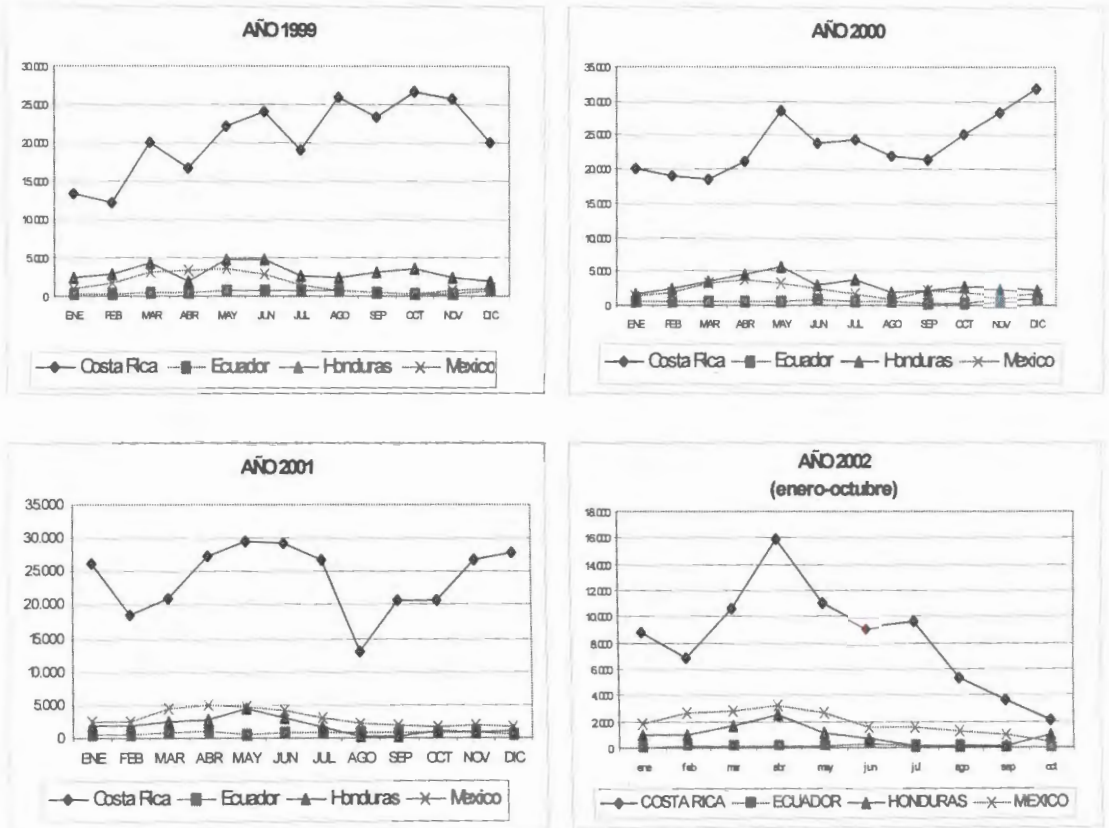 AÑO 1999
30.000
25.000
20.000
15.000
10.000
5.000
0
ENE FEB MAR ABR MAY JUN JUL AGO SEP OCT NOV DIC
Costa Rica Ecuador Honduras Mexico
AÑO 2000
35.000
30.000
25.000
20.000
15.000
10.000
5.000
0
ENE FEB MAR ABR MAY JUN JUL AGO SEP OCT NOV DIC
Costa Rica Ecuador Honduras Mexico
AÑO 2001
35.000
30.000
25.000
20.000
15.000
10.000
5.000
0
ENE FEB MAR ABR MAY JUN JUL AGO SEP OCT NOV DIC
Costa Rica Ecuador Honduras Mexico
AÑO 2002
(enero-octubre)
18.000
16.000
14.000
12.000
10.000
8.000
6.000
4.000
2.000
0
ene feb mar abr may jun jul ago sep oct
COSTA RICA ECUADOR HONDURAS MEXICO